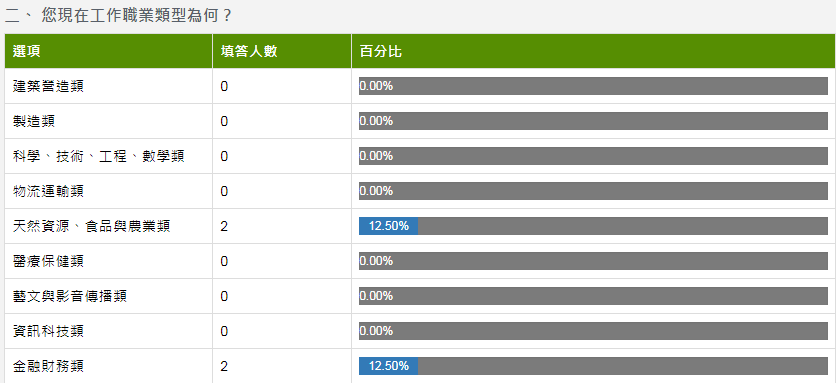 二、 您現在工作職業類型為何？
選項 填答人數 百分比
建築營造類 0 0.00%
製造類 0 0.00%
科學、技術、工程、數學類 0 0.00%
物流運輸類 0 0.00%
天然資源、食品與農業類 2 12.50%
醫療保健類 0 0.00%
藝文與影音傳播類 0 0.00%
資訊科技類 0 0.00%
金融財務類 2 12.50%